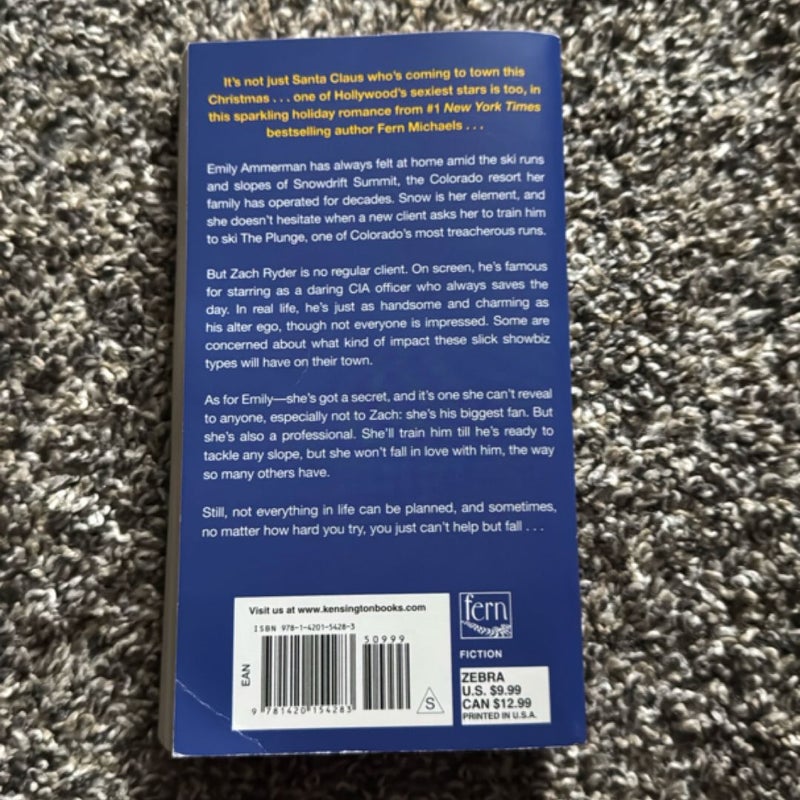 It's not just Santa Claus who's coming to town this
Christmas . . . one of Hollywood's sexiest stars is too, in
this sparkling holiday romance from #1 New York Times
bestselling author Fern Michaels . . .
Emily Ammerman has always felt at home amid the ski runs
and slopes of Snowdrift Summit, the Colorado resort her
family has operated for decades. Snow is her element, and
she doesn't hesitate when a new client asks her to train him
to ski The Plunge, one of Colorado's most treacherous runs.
But Zach Ryder is no regular client. On screen, he's famous
for starring as a daring CIA officer who always saves the
day. In real life, he's just as handsome and charming as
his alter ego, though not everyone is impressed. Some are
concerned about what kind of impact these slick showbiz
types will have on their town.
As for Emily—she's got a secret, and it's one she can't reveal
to anyone, especially not to Zach: she's his biggest fan. But
she's also a professional. She'll train him till he's ready to
tackle any slope, but she won't fall in love with him, the way
so many others have.
Still, not everything in life can be planned, and sometimes,
no matter how hard you try, you just can't help but fall . . .
Visit us at www.kensingtonbooks.com
ISBN 978-1-4201-5428-3
50999
EAN
9 781420 154283
S
fern
FICTION
ZEBRA
U.S. $9.99
CAN $12.99
PRINTED IN U.S.A.